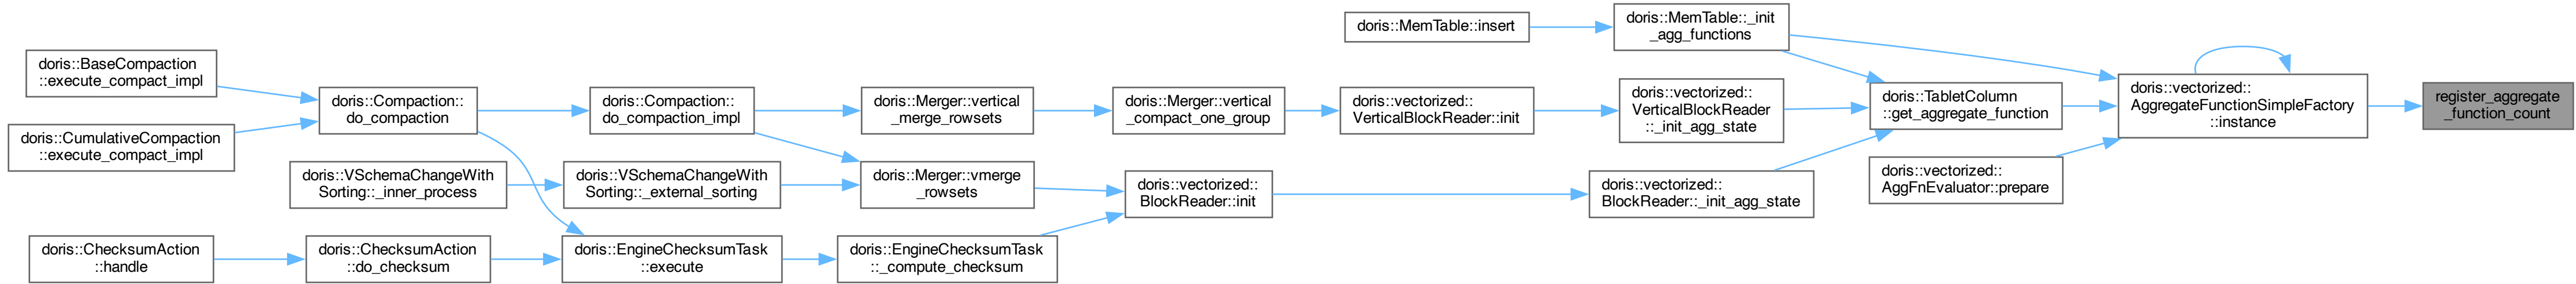 doris::BaseCompaction
::execute_compact_impl
doris::CumulativeCompaction
::execute_compact_impl
doris::Compaction::
do_compaction
doris::VSchemaChangeWith
Sorting::_inner_process
doris::ChecksumAction
::handle
doris::ChecksumAction
::do_checksum
doris::Compaction::
do_compaction_impl
doris::VSchemaChangeWith
Sorting::_external_sorting
doris::EngineChecksumTask
::execute
doris::Merger::vertical
_merge_rowsets
doris::Merger::vmerge
_rowsets
doris::EngineChecksumTask
::_compute_checksum
doris::Merger::vertical
_compact_one_group
doris::vectorized::
BlockReader::init
doris::MemTable::insert
doris::vectorized::
VerticalBlockReader::init
doris::MemTable::_init
_agg_functions
doris::vectorized::
VerticalBlockReader
::_init_agg_state
doris::vectorized::
BlockReader::_init_agg_state
doris::TabletColumn
::get_aggregate_function
doris::vectorized::
AggFnEvaluator::prepare
doris::vectorized::
AggregateFunctionSimpleFactory
::instance
register_aggregate
_function_count